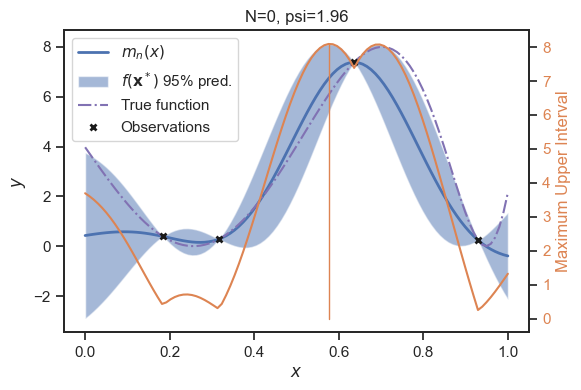 N=0, psi=1.96
mₙ(x)
f(x*) 95% pred.
True function
Observations
8
6
4
2
0
−2
y
0.0 0.2 0.4 0.6 0.8 1.0
x
8
7
6
5
4
3
2
1
0
Maximum Upper Interval